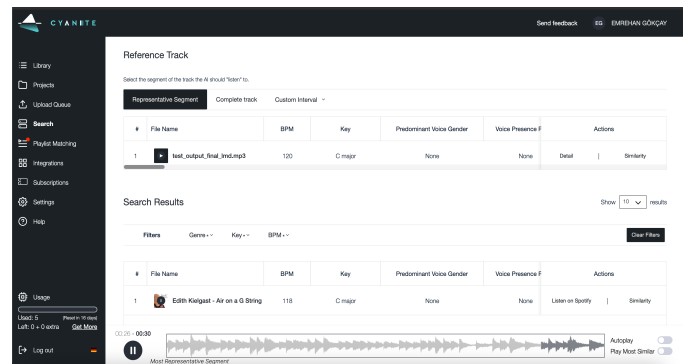 CYANITE
Send feedback EG EMREHAN GÖKÇAY
Library
Projects
Upload Queue
Search
Playlist Matching
Integrations
Subscriptions
Settings
Help
Usage
Used: 5 (Reset in 16 days)
Left: 0 + 0 extra Get More
Log out
Reference Track
Select the segment of the track the AI should "listen" to.
Representative Segment Complete track Custom Interval
# File Name BPM Key Predominant Voice Gender Voice Presence P Actions
1 test_output_final_lmd.mp3 120 C major None None Detail | Similarity
Search Results
Show 10 results
Filters Genre Key BPM Clear Filters
# File Name BPM Key Predominant Voice Gender Voice Presence P Actions
1 Edith Kielgast - Air on a G String 118 C major None None Listen on Spotify | Similarity
00:26 - 00:30
Most Representative Segment
Autoplay
Play Most Similar